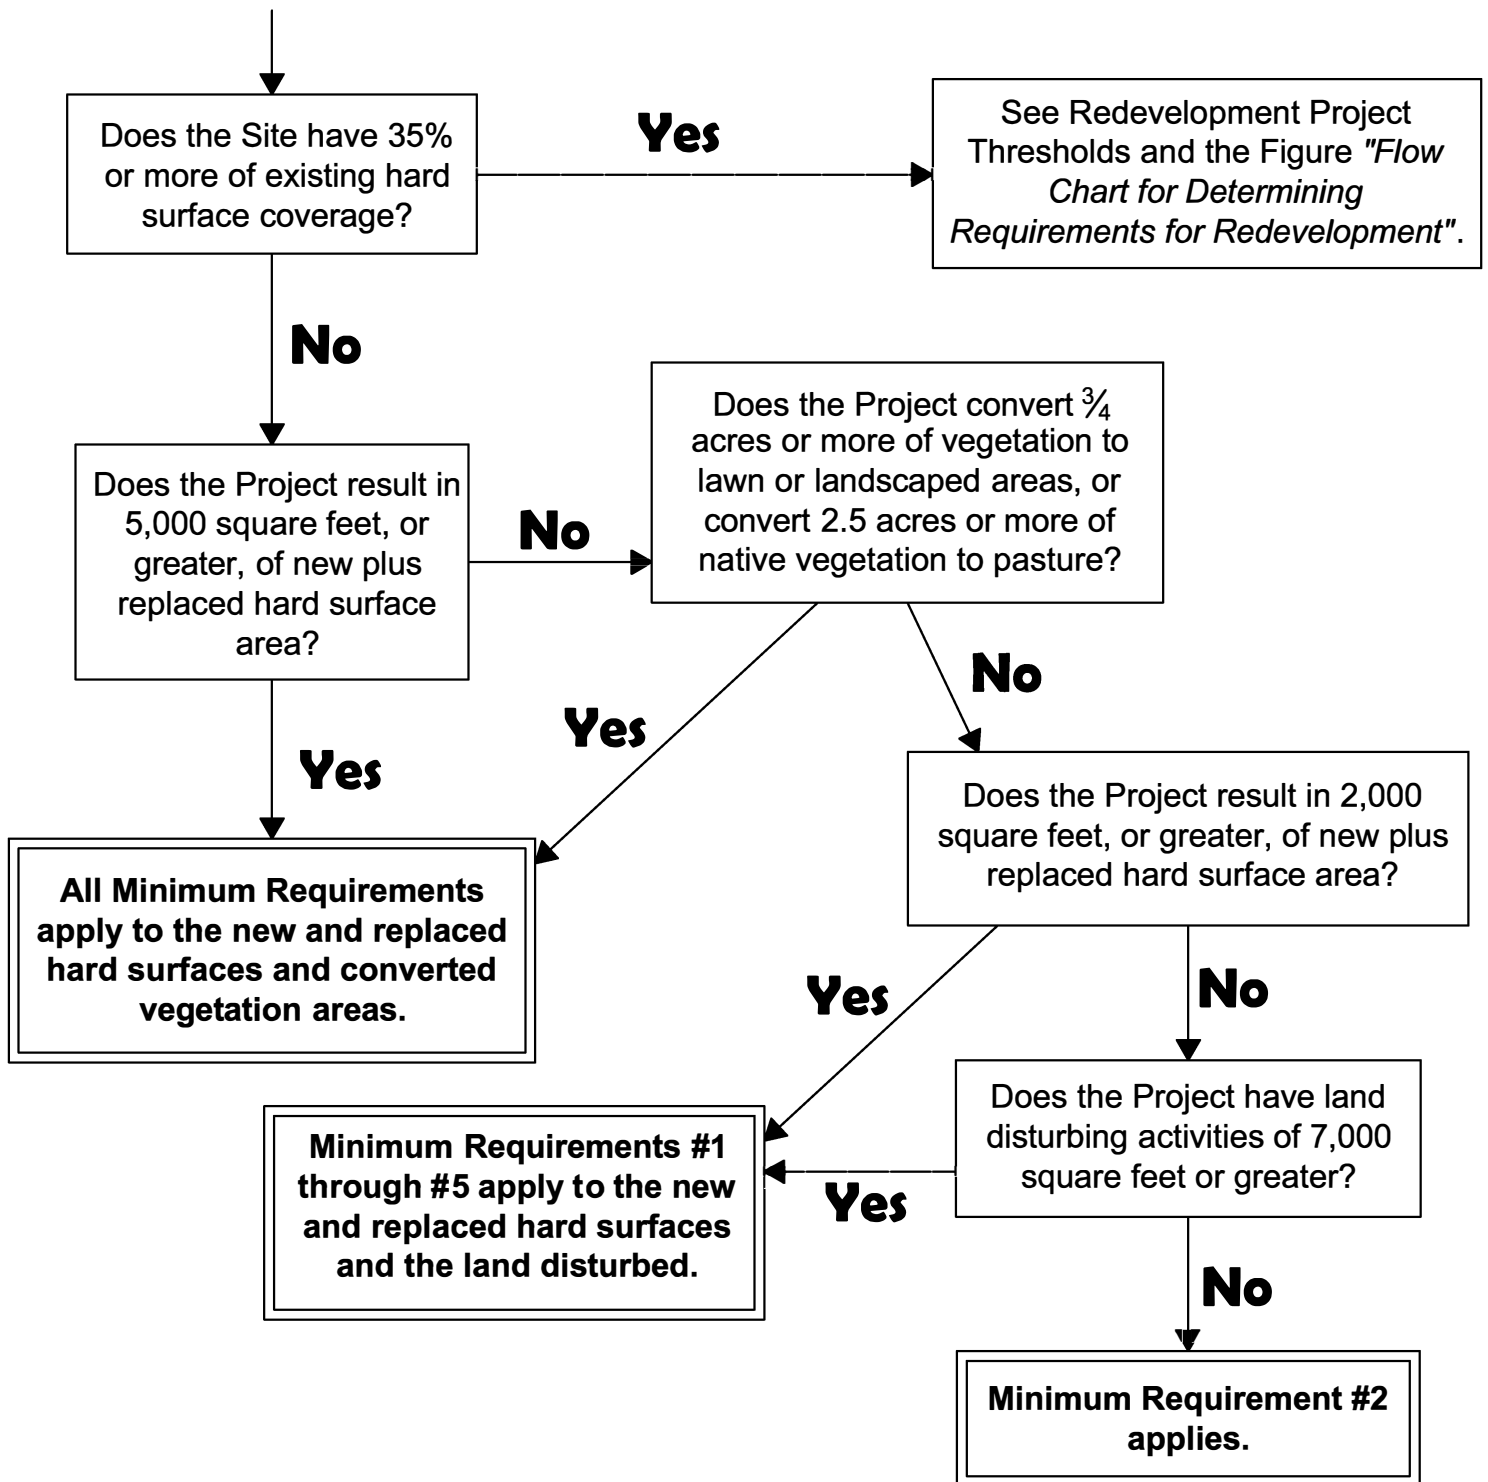 Does the Site have 35%
or more of existing hard
surface coverage?
Yes
See Redevelopment Project
Thresholds and the Figure "Flow
Chart for Determining
Requirements for Redevelopment".
No
Does the Project result in
5,000 square feet, or
greater, of new plus
replaced hard surface
area?
No
Does the Project convert ¾
acres or more of vegetation to
lawn or landscaped areas, or
convert 2.5 acres or more of
native vegetation to pasture?
Yes
Yes
No
All Minimum Requirements
apply to the new and replaced
hard surfaces and converted
vegetation areas.
Does the Project result in 2,000
square feet, or greater, of new plus
replaced hard surface area?
Yes
No
Minimum Requirements #1
through #5 apply to the new
and replaced hard surfaces
and the land disturbed.
Yes
Does the Project have land
disturbing activities of 7,000
square feet or greater?
No
Minimum Requirement #2
applies.